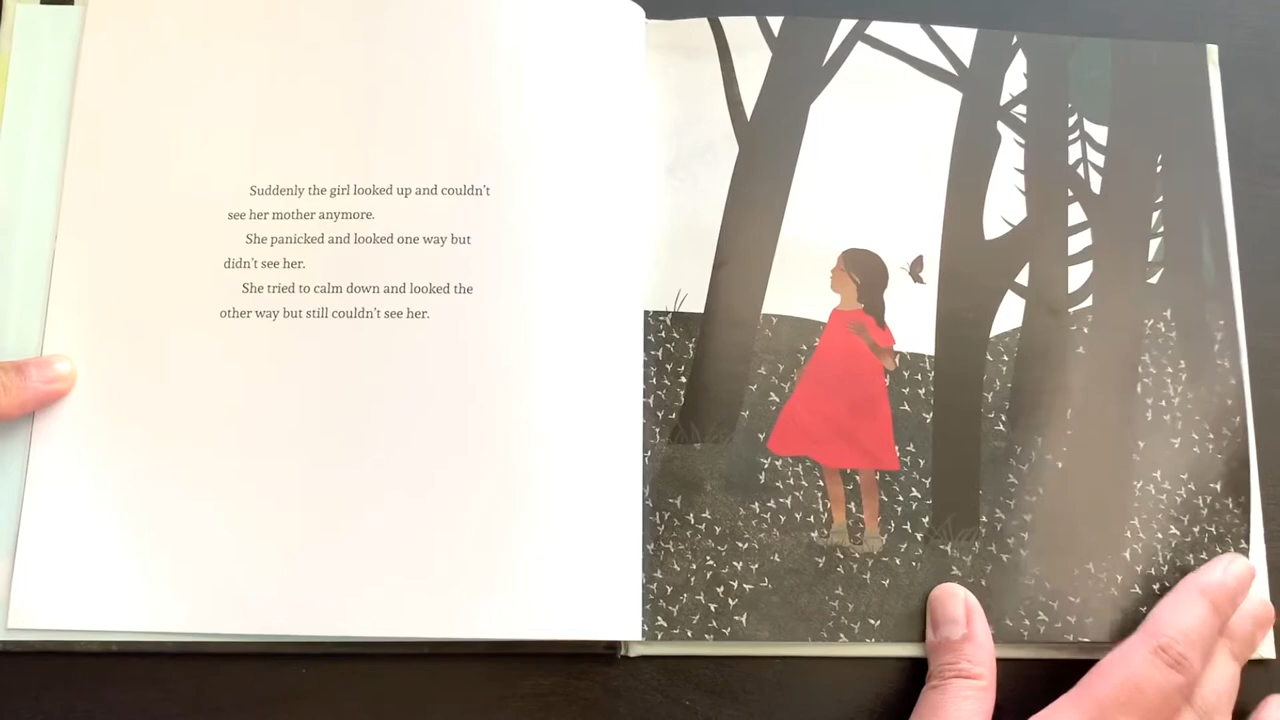 Suddenly the girl looked up and couldn't
see her mother anymore.
She panicked and looked one way but
didn't see her.
She tried to calm down and looked the
other way but still couldn't see her.